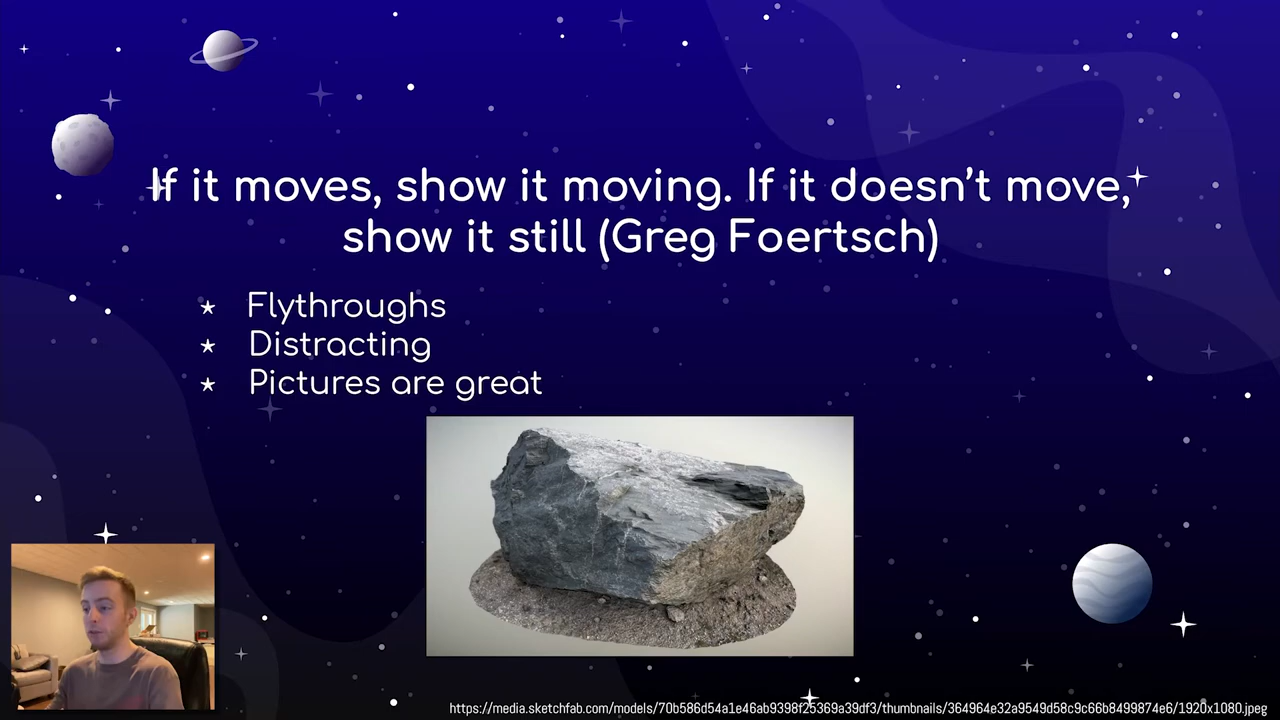 If it moves, show it moving. If it doesn't move,
show it still (Greg Foertsch)
★ Flythroughs
★ Distracting
★ Pictures are great
https://media.sketchfab.com/models/70b586d54a1e46ab9398f25369a39df3/thumbnails/364964e32a9549d58c9c66b8499874e6/1920x1080.jpeg